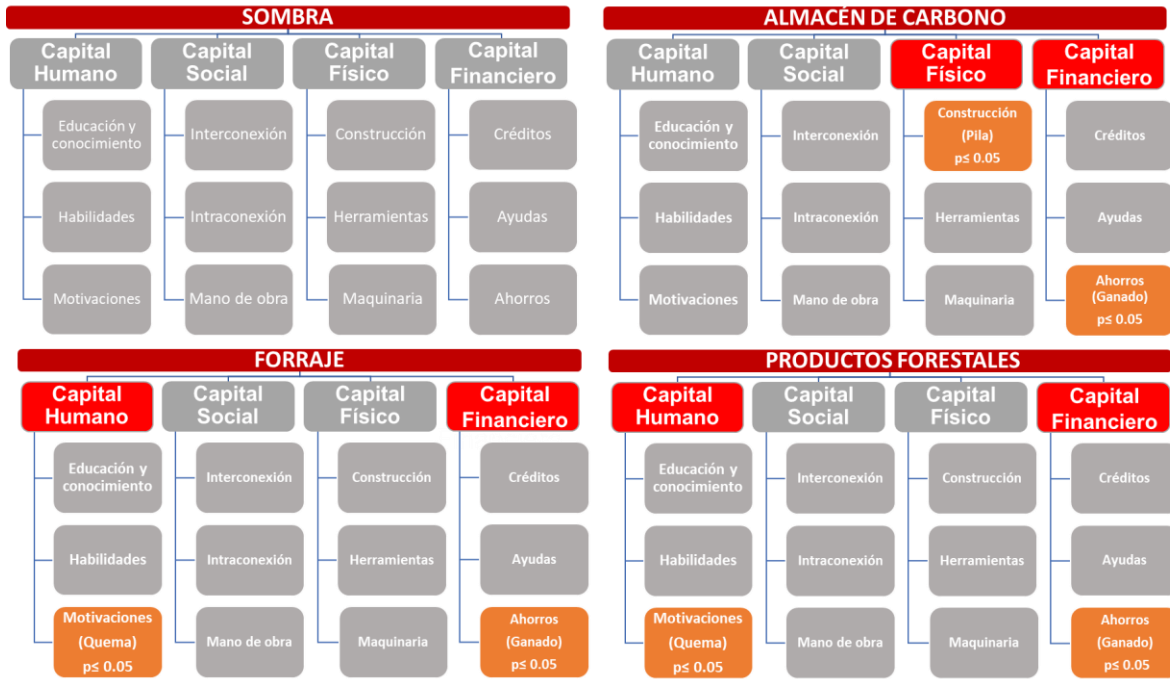 SOMBRA
Capital
Humano
Capital
Social
Capital
Físico
Capital
Financiero
Educación y
conocimiento
Interconexión
Construcción
Créditos
Habilidades
Intraconexión
Herramientas
Ayudas
Motivaciones
Mano de obra
Maquinaria
Ahorros
ALMACÉN DE CARBONO
Capital
Humano
Capital
Social
Capital
Físico
Capital
Financiero
Educación y
conocimiento
Interconexión
Construcción
(Pila)
p≤ 0.05
Créditos
Habilidades
Intraconexión
Herramientas
Ayudas
Motivaciones
Mano de obra
Maquinaria
Ahorros
(Ganado)
p≤ 0.05
FORRAJE
Capital
Humano
Capital
Social
Capital
Físico
Capital
Financiero
Educación y
conocimiento
Interconexión
Construcción
Créditos
Habilidades
Intraconexión
Herramientas
Ayudas
Motivaciones
(Quema)
p≤ 0.05
Mano de obra
Maquinaria
Ahorros
(Ganado)
p≤ 0.05
PRODUCTOS FORESTALES
Capital
Humano
Capital
Social
Capital
Físico
Capital
Financiero
Educación y
conocimiento
Interconexión
Construcción
Créditos
Habilidades
Intraconexión
Herramientas
Ayudas
Motivaciones
(Quema)
p≤ 0.05
Mano de obra
Maquinaria
Ahorros
(Ganado)
p≤ 0.05